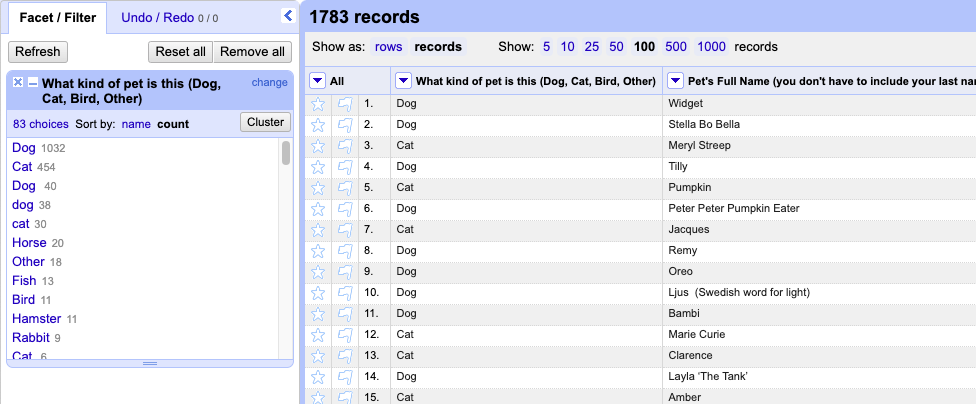 Facet / Filter Undo / Redo 0 / 0
Refresh Reset all Remove all
What kind of pet is this (Dog, Cat, Bird, Other) change
83 choices Sort by: name count Cluster
Dog 1032
Cat 454
Dog 40
dog 38
cat 30
Horse 20
Other 18
Fish 13
Bird 11
Hamster 11
Rabbit 9
Cat 6
1783 records
Show as: rows records Show: 5 10 25 50 100 500 1000 records
All What kind of pet is this (Dog, Cat, Bird, Other) Pet's Full Name (you don't have to include your last na
1. Dog Widget
2. Dog Stella Bo Bella
3. Cat Meryl Streep
4. Dog Tilly
5. Cat Pumpkin
6. Dog Peter Peter Pumpkin Eater
7. Cat Jacques
8. Dog Remy
9. Dog Oreo
10. Dog Ljus (Swedish word for light)
11. Dog Bambi
12. Cat Marie Curie
13. Cat Clarence
14. Dog Layla ‘The Tank’
15. Cat Amber